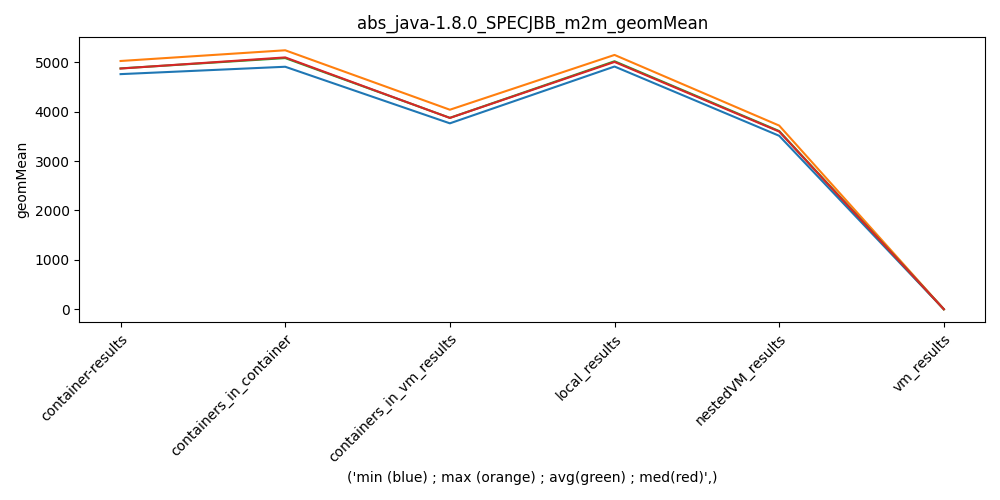 abs_java-1.8.0_SPECJBB_m2m_geomMean
geomMean
5000
4000
3000
2000
1000
0
container-results
containers_in_container
containers_in_vm_results
local_results
nestedVM_results
vm_results
('min (blue) ; max (orange) ; avg(green) ; med(red)',)